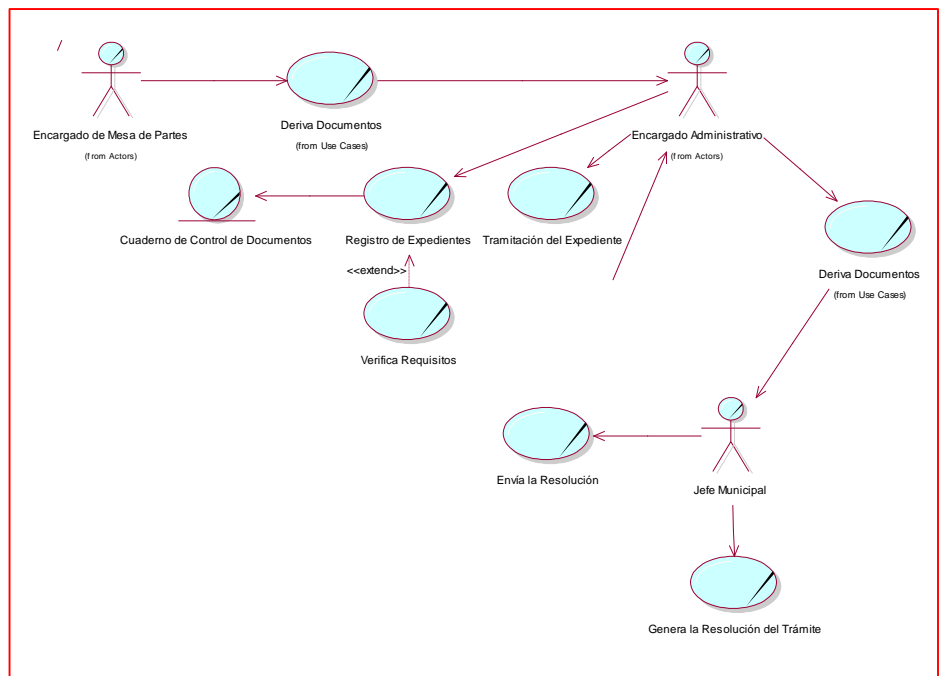 Encargado de Mesa de Partes
(from Actors)
Deriva Documentos
(from Use Cases)
Encargado Administrativo
(from Actors)
Cuaderno de Control de Documentos
Registro de Expedientes
Tramitación del Expediente
Deriva Documentos
(from Use Cases)
<<extend>>
Verifica Requisitos
Envía la Resolución
Jefe Municipal
Genera la Resolución del Trámite